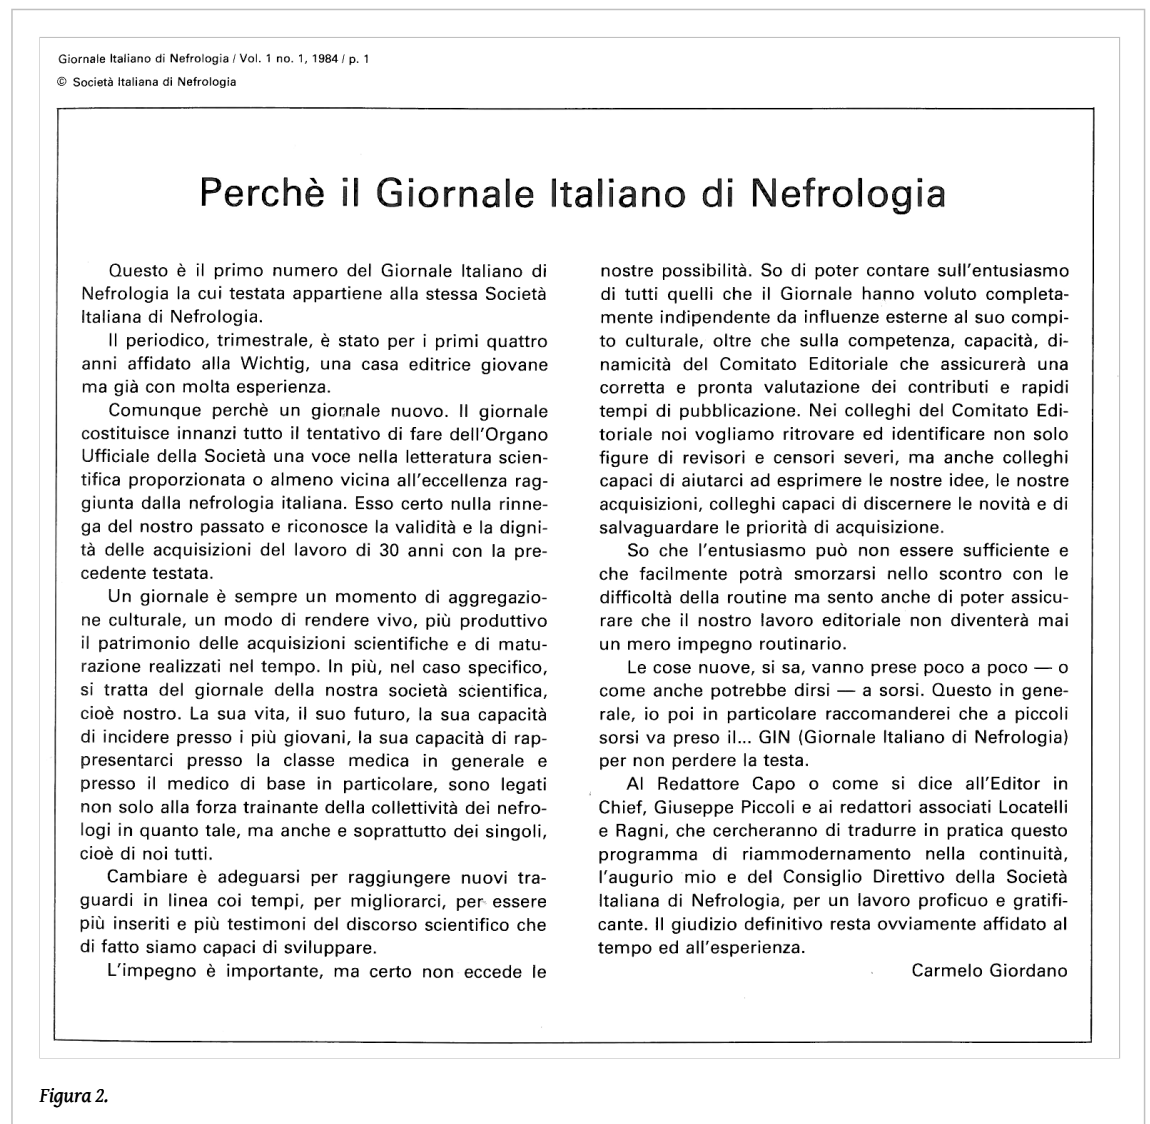 Giornale Italiano di Nefrologia / Vol. 1 no. 1, 1984 / p. 1
© Società Italiana di Nefrologia
Perchè il Giornale Italiano di Nefrologia
Questo è il primo numero del Giornale Italiano di
Nefrologia la cui testata appartiene alla stessa Società
Italiana di Nefrologia.
Il periodico, trimestrale, è stato per i primi quattro
anni affidato alla Wichtig, una casa editrice giovane
ma già con molta esperienza.
Comunque perchè un giornale nuovo. Il giornale
costituisce innanzi tutto il tentativo di fare dell'Organo
Ufficiale della Società una voce nella letteratura scien-
tifica proporzionata o almeno vicina all'eccellenza rag-
giunta dalla nefrologia italiana. Esso certo nulla rinne-
ga del nostro passato e riconosce la validità e la digni-
tà delle acquisizioni del lavoro di 30 anni con la pre-
cedente testata.
Un giornale è sempre un momento di aggregazio-
ne culturale, un modo di rendere vivo, più produttivo
il patrimonio delle acquisizioni scientifiche e di matu-
razione realizzati nel tempo. In più, nel caso specifico,
si tratta del giornale della nostra società scientifica,
cioè nostro. La sua vita, il suo futuro, la sua capacità
di incidere presso i più giovani, la sua capacità di rap-
presentarci presso la classe medica in generale e
presso il medico di base in particolare, sono legati
non solo alla forza trainante della collettività dei nefro-
logi in quanto tale, ma anche e soprattutto dei singoli,
cioè di noi tutti.
Cambiare è adeguarsi per raggiungere nuovi tra-
guardi in linea coi tempi, per migliorarci, per essere
più inseriti e più testimoni del discorso scientifico che
di fatto siamo capaci di sviluppare.
L'impegno è importante, ma certo non eccede le
nostre possibilità. So di poter contare sull'entusiasmo
di tutti quelli che il Giornale hanno voluto completa-
mente indipendente da influenze esterne al suo compi-
to culturale, oltre che sulla competenza, capacità, di-
namicità del Comitato Editoriale che assicurerà una
corretta e pronta valutazione dei contributi e rapidi
tempi di pubblicazione. Nei colleghi del Comitato Edi-
toriale noi vogliamo ritrovare ed identificare non solo
figure di revisori e censori severi, ma anche colleghi
capaci di aiutarci ad esprimere le nostre idee, le nostre
acquisizioni, colleghi capaci di discernere le novità e di
salvaguardare le priorità di acquisizione.
So che l'entusiasmo può non essere sufficiente e
che facilmente potrà smorzarsi nello scontro con le
difficoltà della routine ma sento anche di poter assicu-
rare che il nostro lavoro editoriale non diventerà mai
un mero impegno routinario.
Le cose nuove, si sa, vanno prese poco a poco — o
come anche potrebbe dirsi — a sorsi. Questo in gene-
rale, io poi in particolare raccomanderei che a piccoli
sorsi va preso il... GIN (Giornale Italiano di Nefrologia)
per non perdere la testa.
Al Redattore Capo o come si dice all'Editor in
Chief, Giuseppe Piccoli e ai redattori associati Locatelli
e Ragni, che cercheranno di tradurre in pratica questo
programma di riammodernamento nella continuità,
l'augurio mio e del Consiglio Direttivo della Società
Italiana di Nefrologia, per un lavoro proficuo e gratifi-
cante. Il giudizio definitivo resta ovviamente affidato al
tempo ed all'esperienza.
Carmelo Giordano
Figura 2.